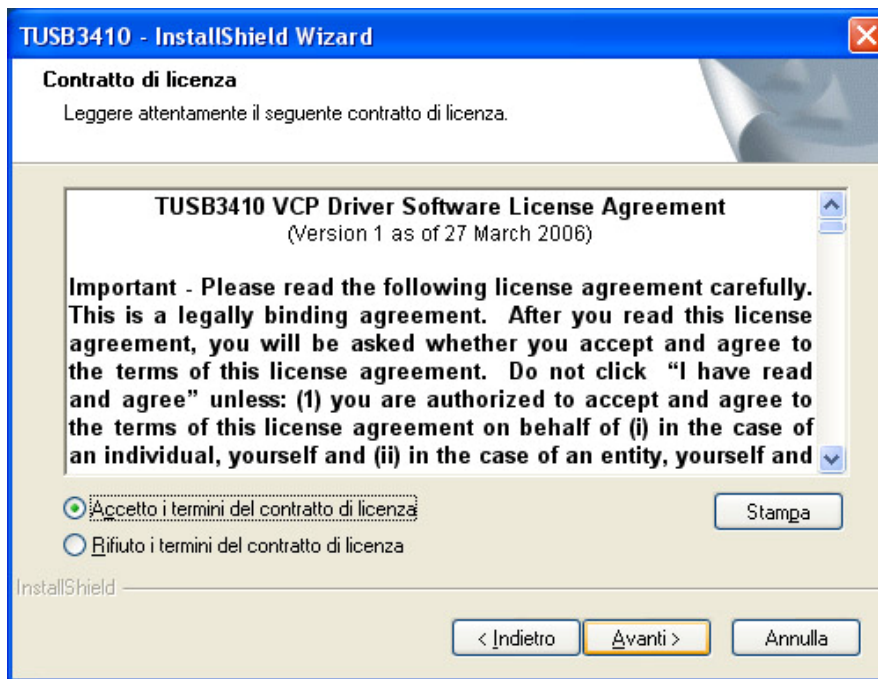 TUSB3410 - InstallShield Wizard
Contratto di licenza
Leggere attentamente il seguente contratto di licenza.
TUSB3410 VCP Driver Software License Agreement
(Version 1 as of 27 March 2006)
Important - Please read the following license agreement carefully.
This is a legally binding agreement.  After you read this license
agreement, you will be asked whether you accept and agree to
the terms of this license agreement.  Do not click  “I have read
and agree” unless: (1) you are authorized to accept and agree to
the terms of this license agreement on behalf of (i) in the case of
an individual, yourself and (ii) in the case of an entity, yourself and
Accetto i termini del contratto di licenza
Stampa
Rifiuto i termini del contratto di licenza
InstallShield
< Indietro
Avanti >
Annulla